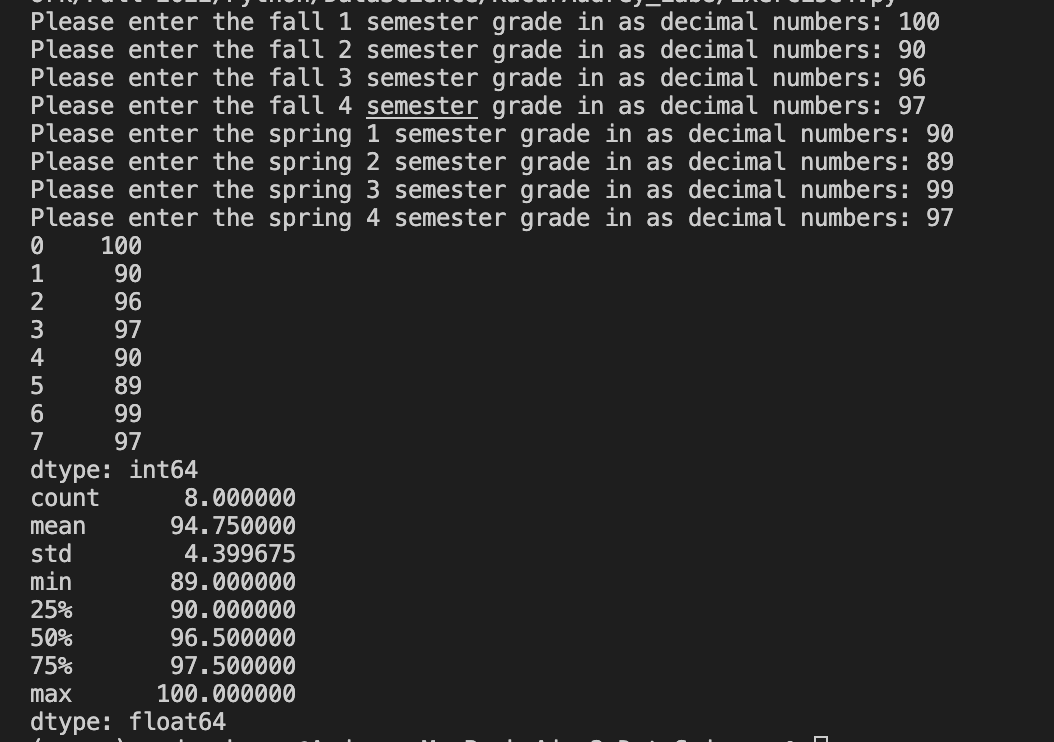 Please enter the fall 1 semester grade in as decimal numbers: 100
Please enter the fall 2 semester grade in as decimal numbers: 90
Please enter the fall 3 semester grade in as decimal numbers: 96
Please enter the fall 4 semester grade in as decimal numbers: 97
Please enter the spring 1 semester grade in as decimal numbers: 90
Please enter the spring 2 semester grade in as decimal numbers: 89
Please enter the spring 3 semester grade in as decimal numbers: 99
Please enter the spring 4 semester grade in as decimal numbers: 97
0    100
1     90
2     96
3     97
4     90
5     89
6     99
7     97
dtype: int64
count      8.000000
mean      94.750000
std        4.399675
min       89.000000
25%       90.000000
50%       96.500000
75%       97.500000
max      100.000000
dtype: float64